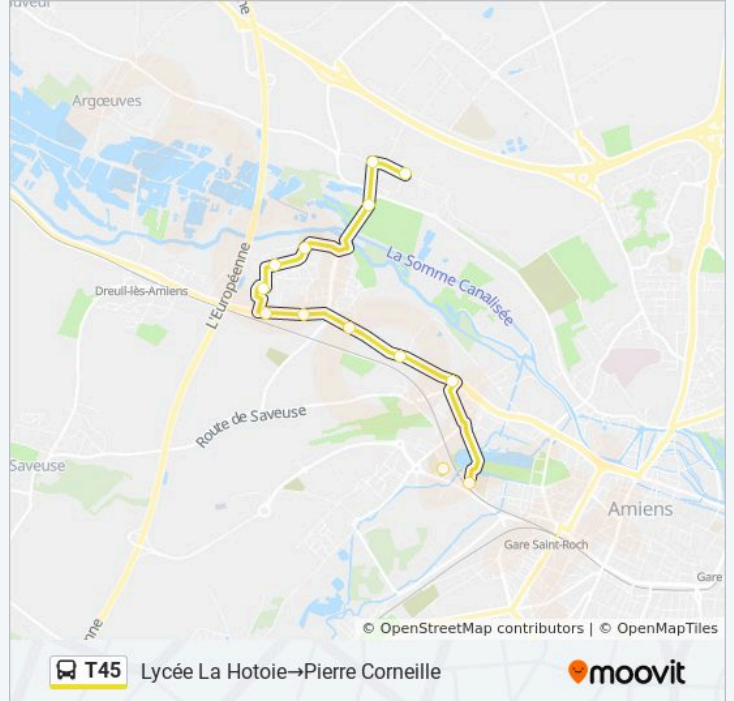 Argœuves
L'Européenne
Dreuil-lès-Amiens
La Somme Canalisée
Route de Saveuse
Saveuse
Amiens
Gare Saint-Roch
Gare
nne
© OpenStreetMap contributors | © OpenMapTiles
T45 Lycée La Hotoie→Pierre Corneille
moovit